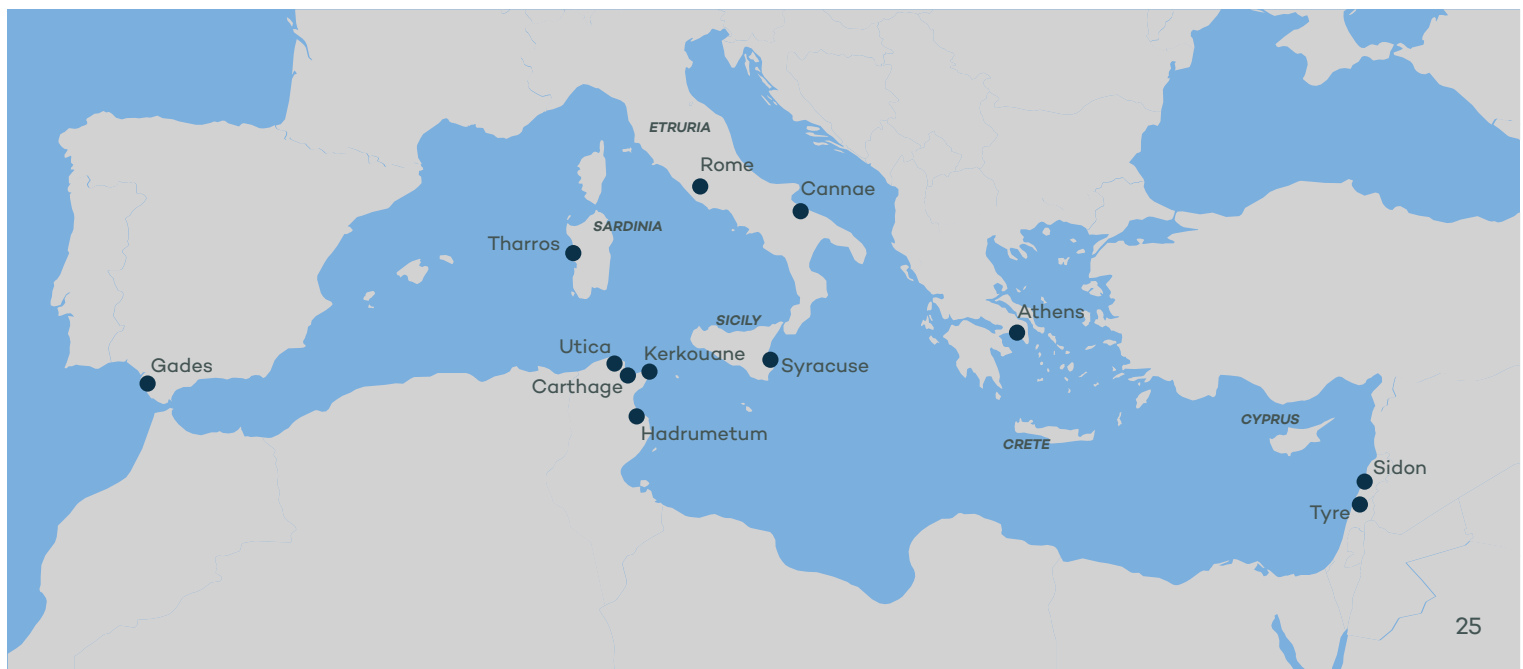 ETRURIA
Rome
Cannae
SARDINIA
Tharros
SICILY
Athens
Utica
Kerkouane
Gades
Syracuse
Carthage
CYPRUS
Hadrumetum
CRETE
Sidon
Tyre
25